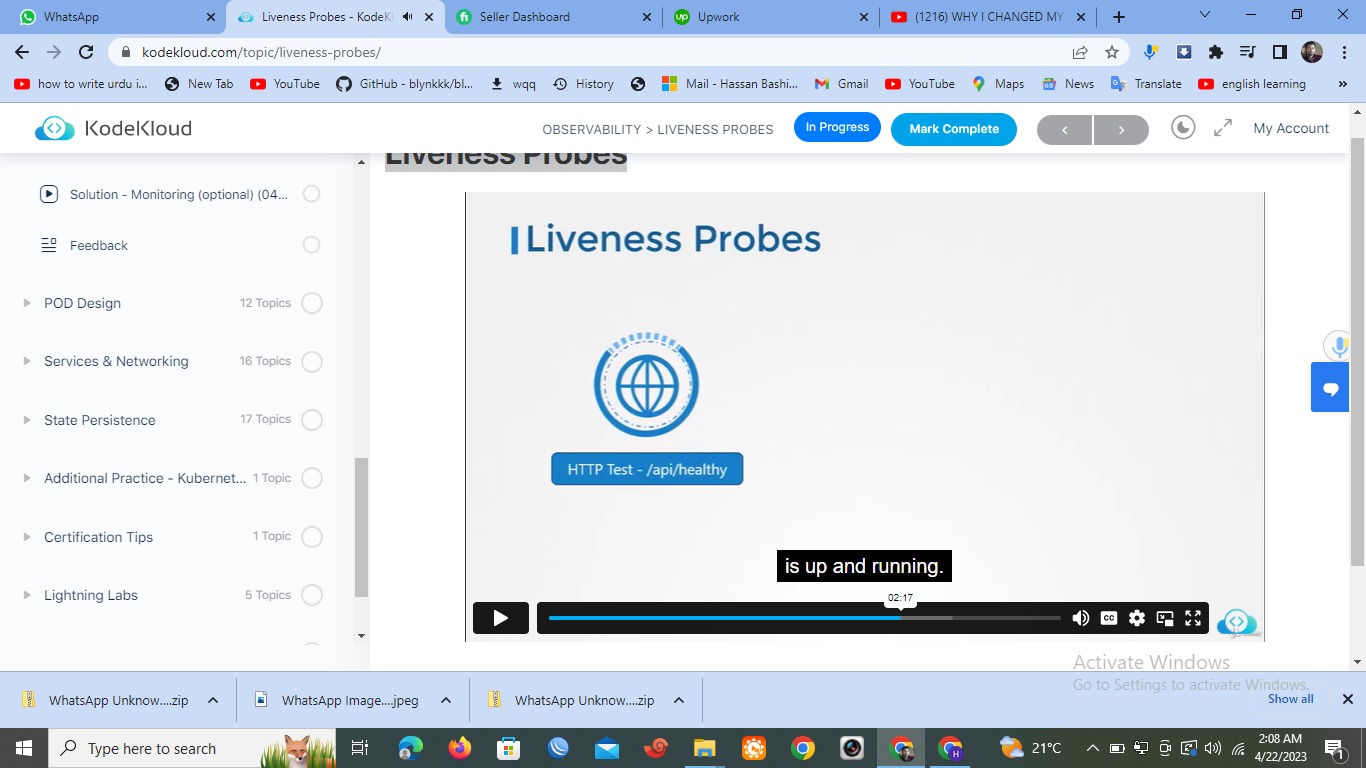 WhatsApp
Liveness Probes - KodeKl
Seller Dashboard
Upwork
(1216) WHY I CHANGED MY
kodekloud.com/topic/liveness-probes/
how to write urdu i...
New Tab
YouTube
GitHub - blynkkk/bl...
wqq
History
Mail - Hassan Bashi...
Gmail
YouTube
Maps
News
Translate
english learning
»
KodeKloud
OBSERVABILITY > LIVENESS PROBES
In Progress
Mark Complete
My Account
Solution - Monitoring (optional) (04...
Feedback
POD Design
12 Topics
Services & Networking
16 Topics
State Persistence
17 Topics
Additional Practice - Kubernet...
1 Topic
Certification Tips
1 Topic
Lightning Labs
5 Topics
Liveness Probes
Liveness Probes
HTTP Test - /api/healthy
is up and running.
02:17
CC
Activate Windows
Go to Settings to activate Windows.
WhatsApp Unknow....zip
WhatsApp Image....jpeg
WhatsApp Unknow....zip
Show all
Type here to search
21°C
2:08 AM
4/22/2023